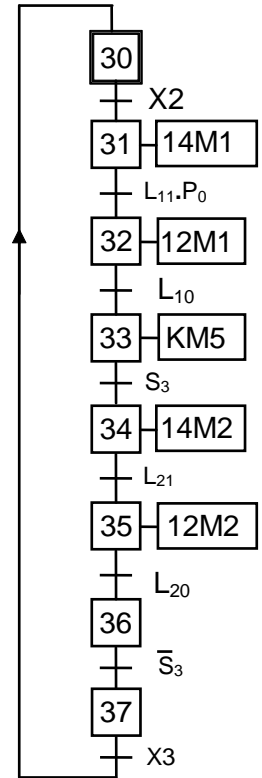 30
X2
31 14M1
L₁₁.P₀
32 12M1
L₁₀
33 KM5
S₃
34 14M2
L₂₁
35 12M2
L₂₀
36
S̅₃
37
X3